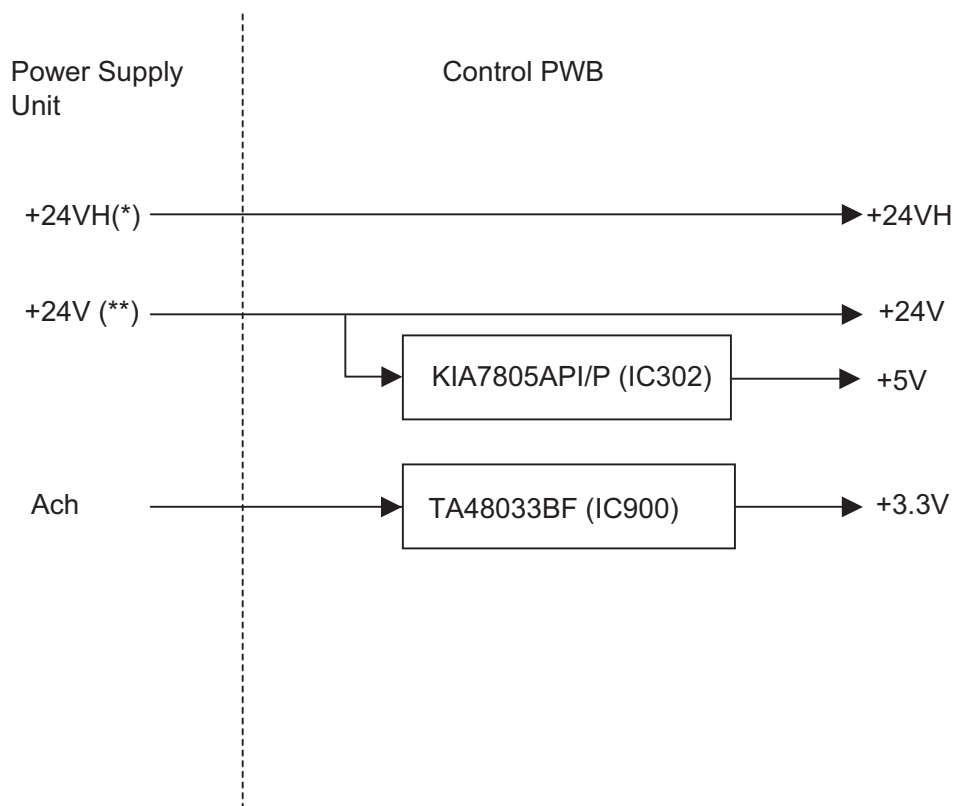 Power Supply
Unit
Control PWB
+24VH(*)
+24VH
+24V (**)
+24V
KIA7805API/P (IC302)
+5V
Ach
TA48033BF (IC900)
+3.3V